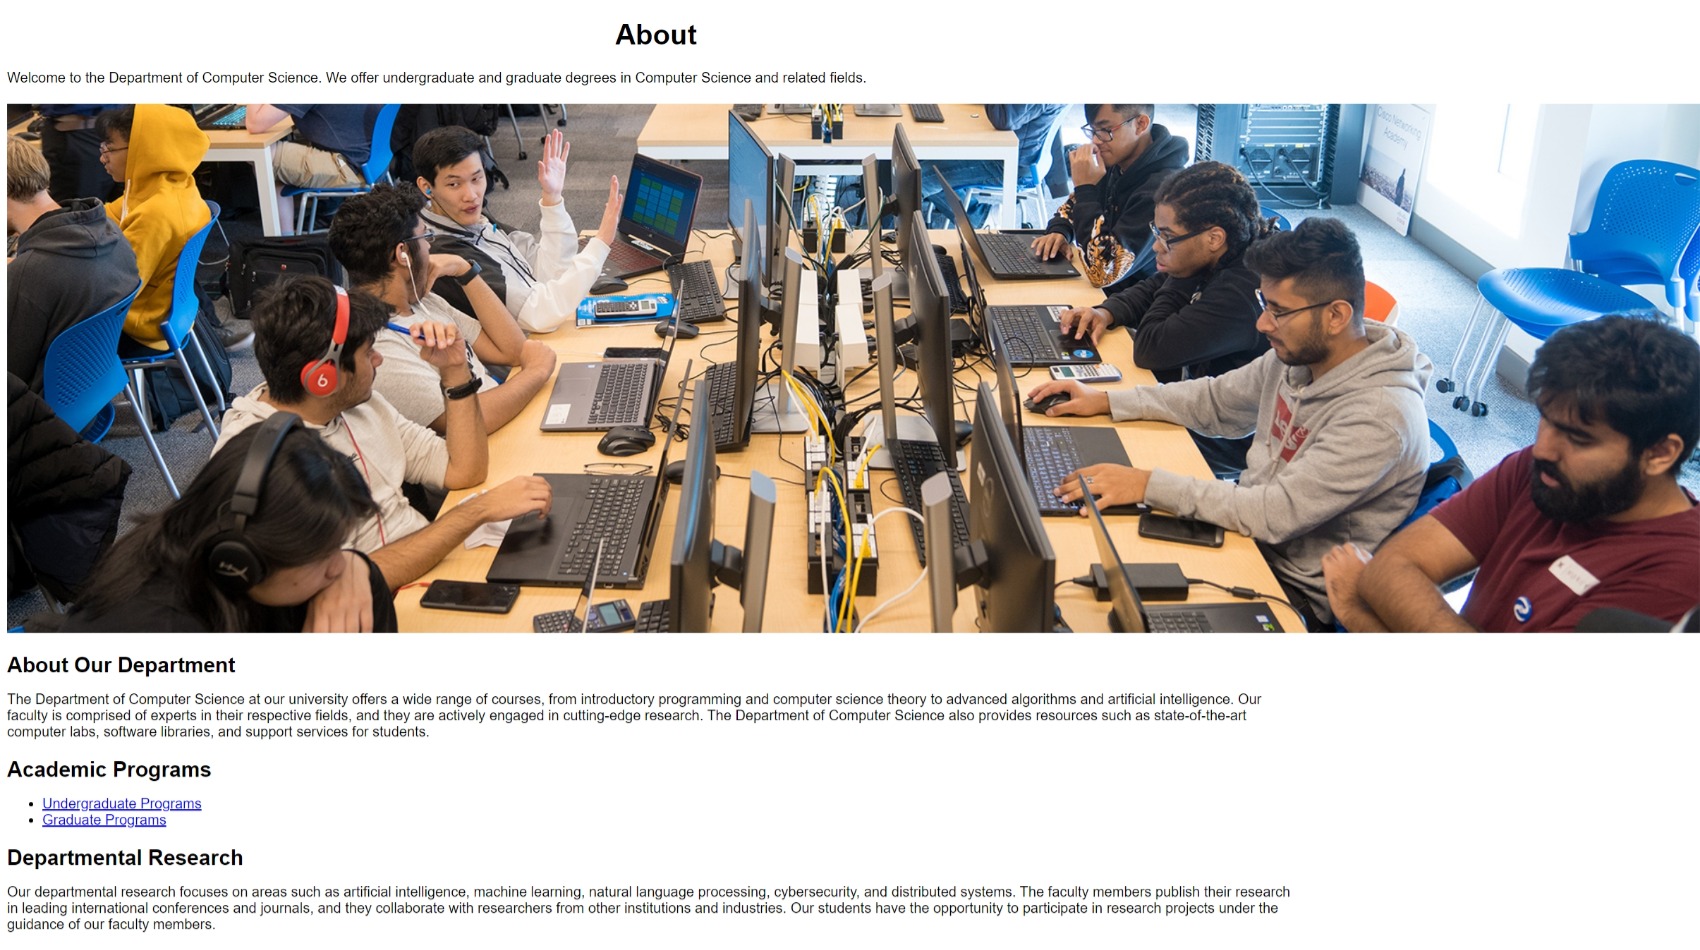 About
Welcome to the Department of Computer Science. We offer undergraduate and graduate degrees in Computer Science and related fields.
Cisco Networking
Academy
About Our Department
The Department of Computer Science at our university offers a wide range of courses, from introductory programming and computer science theory to advanced algorithms and artificial intelligence. Our
faculty is comprised of experts in their respective fields, and they are actively engaged in cutting-edge research. The Department of Computer Science also provides resources such as state-of-the-art
computer labs, software libraries, and support services for students.
Academic Programs
• Undergraduate Programs
• Graduate Programs
Departmental Research
Our departmental research focuses on areas such as artificial intelligence, machine learning, natural language processing, cybersecurity, and distributed systems. The faculty members publish their research
in leading international conferences and journals, and they collaborate with researchers from other institutions and industries. Our students have the opportunity to participate in research projects under the
guidance of our faculty members.